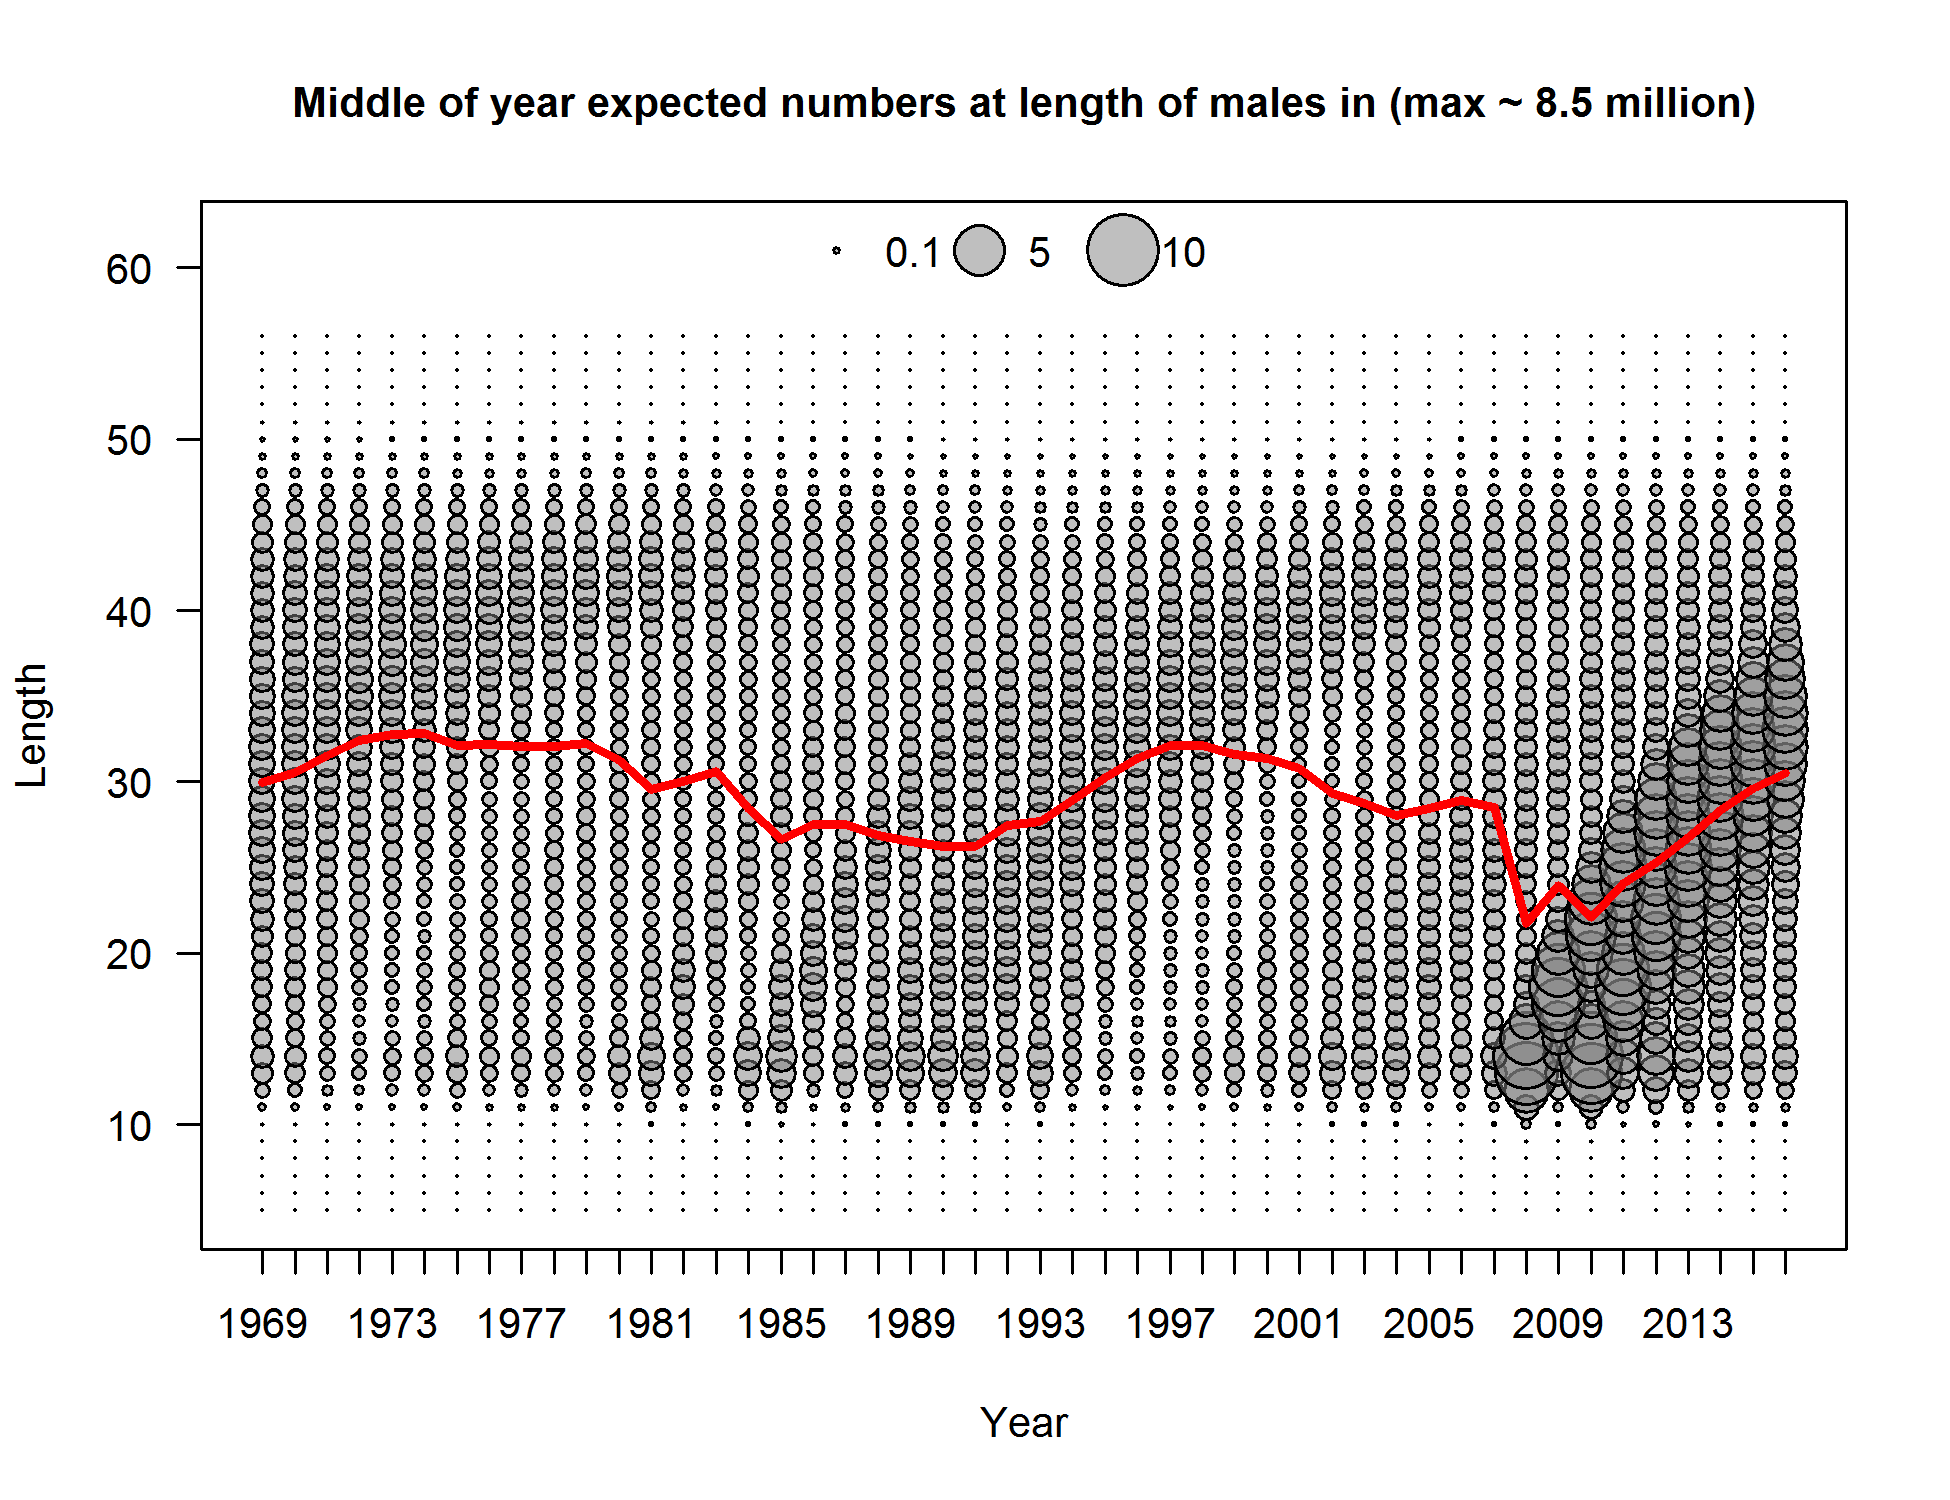 Middle of year expected numbers at length of males in (max ~ 8.5 million)
0.1 5 10
60
50
40
30
20
10
Length
1969 1973 1977 1981 1985 1989 1993 1997 2001 2005 2009 2013
Year